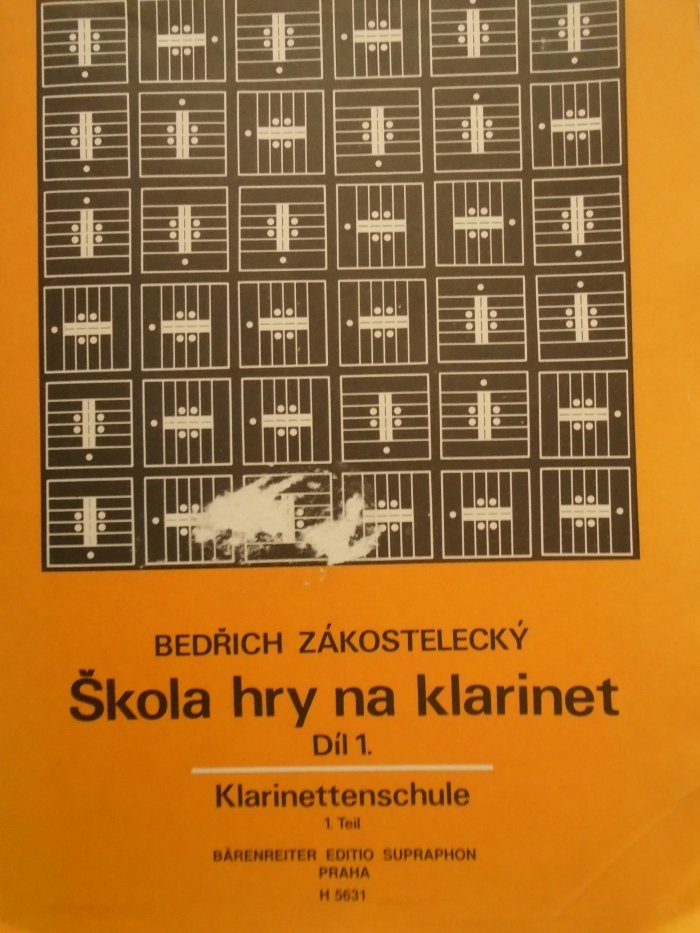 BEDŘICH ZÁKOSTELECKÝ
Škola hry na klarinet
Díl 1.
Klarinettenschule
1. Teil
BÄRENREITER EDITIO SUPRAPHON
PRAHA
H 5631